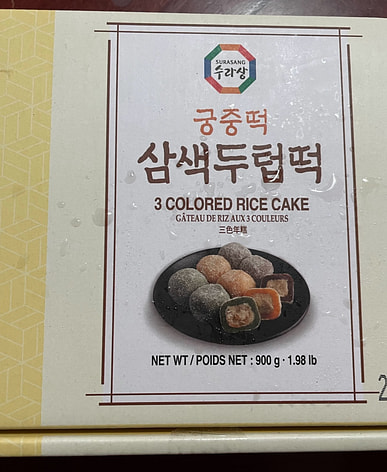 SURASANG
수라상
궁중떡
삼색두텁떡
3 COLORED RICE CAKE
GÂTEAU DE RIZ AUX 3 COULEURS
三色年糕
NET WT / POIDS NET : 900 g · 1.98 lb
2